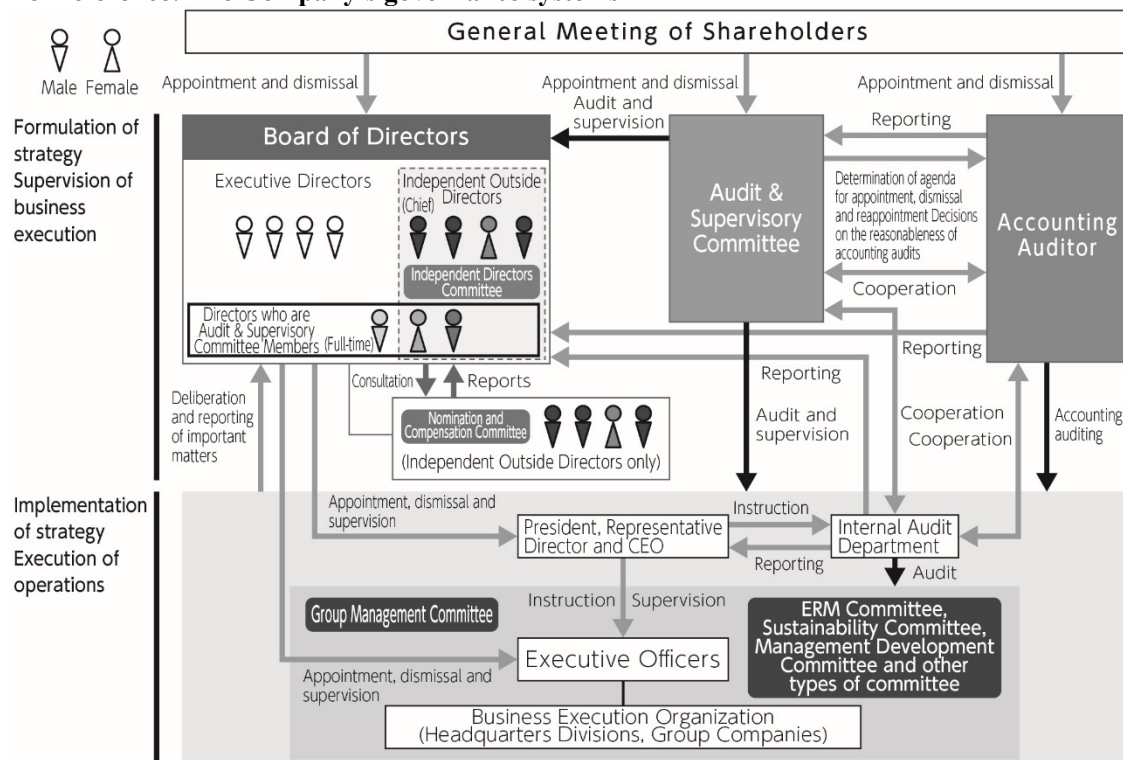 General Meeting of Shareholders
Male Female
Appointment and dismissal
Appointment and dismissal
Appointment and dismissal
Formulation of
strategy
Supervision of
business
execution
Board of Directors
Executive Directors
Independent Outside
Directors
(Chief)
Independent Directors
Committee
Directors who are
Audit & Supervisory
Committee Members (Full-time)
Audit and
supervision
Audit &
Supervisory
Committee
Reporting
Determination of agenda
for appointment, dismissal
and reappointment Decisions
on the reasonableness of
accounting audits
Cooperation
Accounting
Auditor
Reporting
Reporting
Consultation
Reports
Deliberation
and reporting
of important
matters
Nomination and
Compensation Committee
(Independent Outside Directors only)
Audit and
supervision
Cooperation
Cooperation
Accounting
auditing
Implementation
of strategy
Execution of
operations
Appointment, dismissal and
supervision
President, Representative
Director and CEO
Instruction
Reporting
Internal Audit
Department
Audit
Group Management Committee
Instruction
Supervision
ERM Committee,
Sustainability Committee,
Management Development
Committee and other
types of committee
Executive Officers
Appointment, dismissal and
supervision
Business Execution Organization
(Headquarters Divisions, Group Companies)